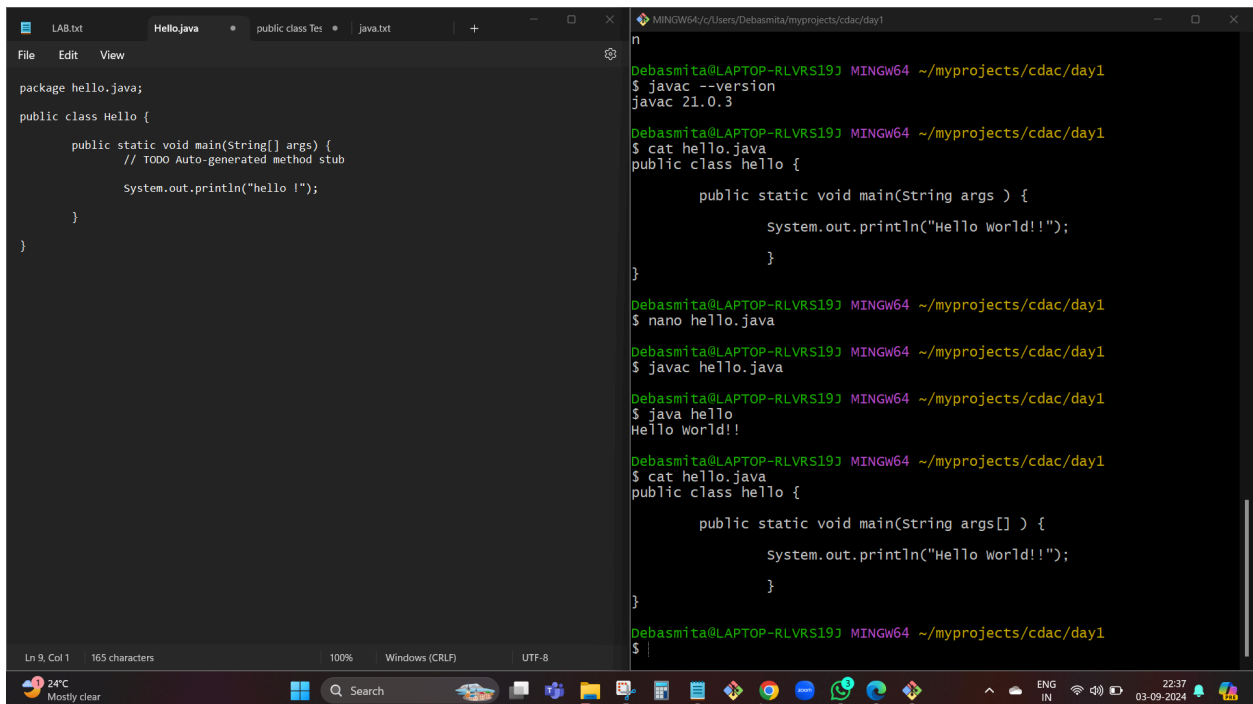 LAB.txt
Hello.java
public class Tes
java.txt
File Edit View
package hello.java;
public class Hello {
public static void main(String[] args) {
// TODO Auto-generated method stub
System.out.println("hello !");
}
}
Ln 9, Col 1
165 characters
100%
Windows (CRLF)
UTF-8
MINGW64:/c/Users/Debasmita/myprojects/cdac/day1
n
Debasmita@LAPTOP-RLVRS19J MINGW64 ~/myprojects/cdac/day1
$ javac --version
javac 21.0.3
Debasmita@LAPTOP-RLVRS19J MINGW64 ~/myprojects/cdac/day1
$ cat hello.java
public class hello {
public static void main(String args ) {
System.out.println("Hello World!!");
}
}
Debasmita@LAPTOP-RLVRS19J MINGW64 ~/myprojects/cdac/day1
$ nano hello.java
Debasmita@LAPTOP-RLVRS19J MINGW64 ~/myprojects/cdac/day1
$ javac hello.java
Debasmita@LAPTOP-RLVRS19J MINGW64 ~/myprojects/cdac/day1
$ java hello
Hello World!!
Debasmita@LAPTOP-RLVRS19J MINGW64 ~/myprojects/cdac/day1
$ cat hello.java
public class hello {
public static void main(String args[] ) {
System.out.println("Hello World!!");
}
}
Debasmita@LAPTOP-RLVRS19J MINGW64 ~/myprojects/cdac/day1
$
1
24°C
Mostly clear
Search
zoom
3
ENG
IN
22:37
03-09-2024
PRE